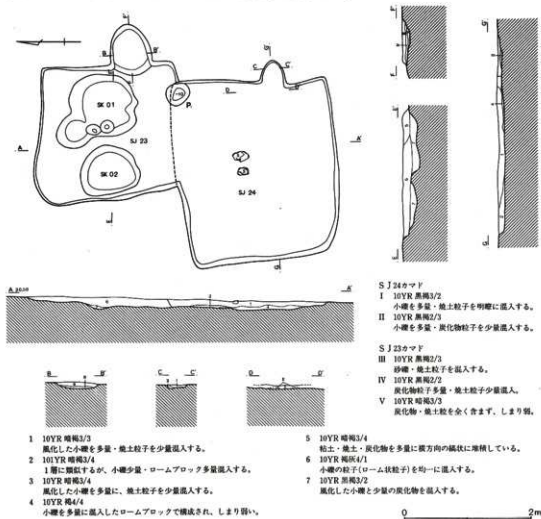 SK 01
SJ 23
SK 02
SJ 24
P.
A
A'
B
B'
C
C'
D
D'
SJ24カマド
I 10YR 黒褐3/2
小礫を多量・焼土粒子を明瞭に混入する。
II 10YR 黒褐2/3
小礫を多量・炭化物粒子を少量混入する。
SJ23カマド
III 10YR 黒褐2/3
砂礫・焼土粒子を混入する。
IV 10YR 黒褐2/2
炭化物粒子多量・焼土粒子少量混入。
V 10YR 暗褐3/3
炭化物・焼土粒を全く含まず、しまり弱。
A
A'
B B'
C C'
D D'
1 10YR 暗褐3/3
風化した小礫を多量・焼土粒子を少量混入する。
2 101YR 暗褐3/4
1層に類似するが、小礫少量・ロームブロック多量混入する。
3 10YR 暗褐3/4
風化した小礫を多量に、焼土粒子を少量混入する。
4 10YR 褐4/4
小礫を多量に混入したロームブロックで構成され、しまり弱い。
5 10YR 暗褐3/4
粘土・焼土・炭化物を多量に横方向の縞状に堆積している。
6 10YR 褐灰4/1
小礫の粒子(ローム状粒子)を均一に混入する。
7 10YR 黒褐3/2
風化した小礫と少量の炭化物を混入する。
0 2m